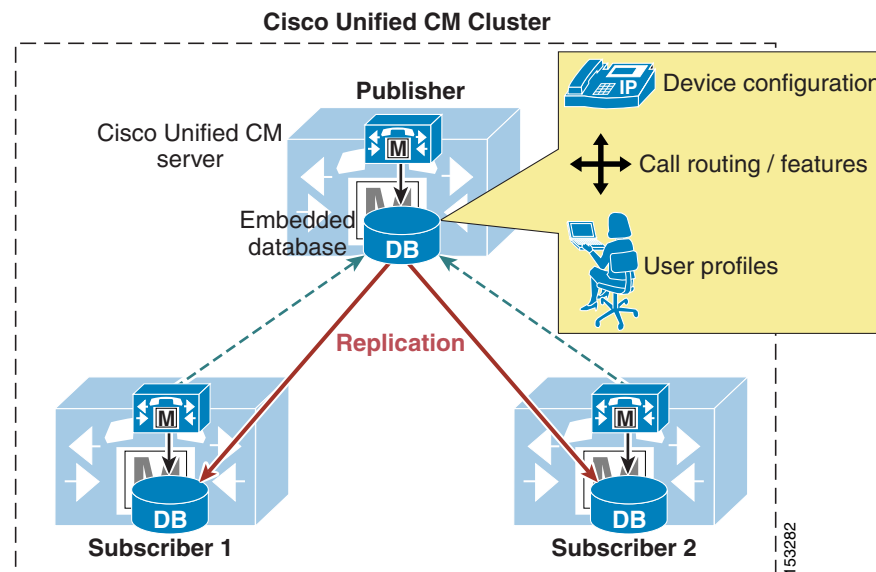 Cisco Unified CM Cluster
Publisher
Cisco Unified CM
server
M
Embedded
database
DB
IP
Device configuration
Call routing / features
User profiles
Replication
M
DB
Subscriber 1
M
DB
Subscriber 2
153282